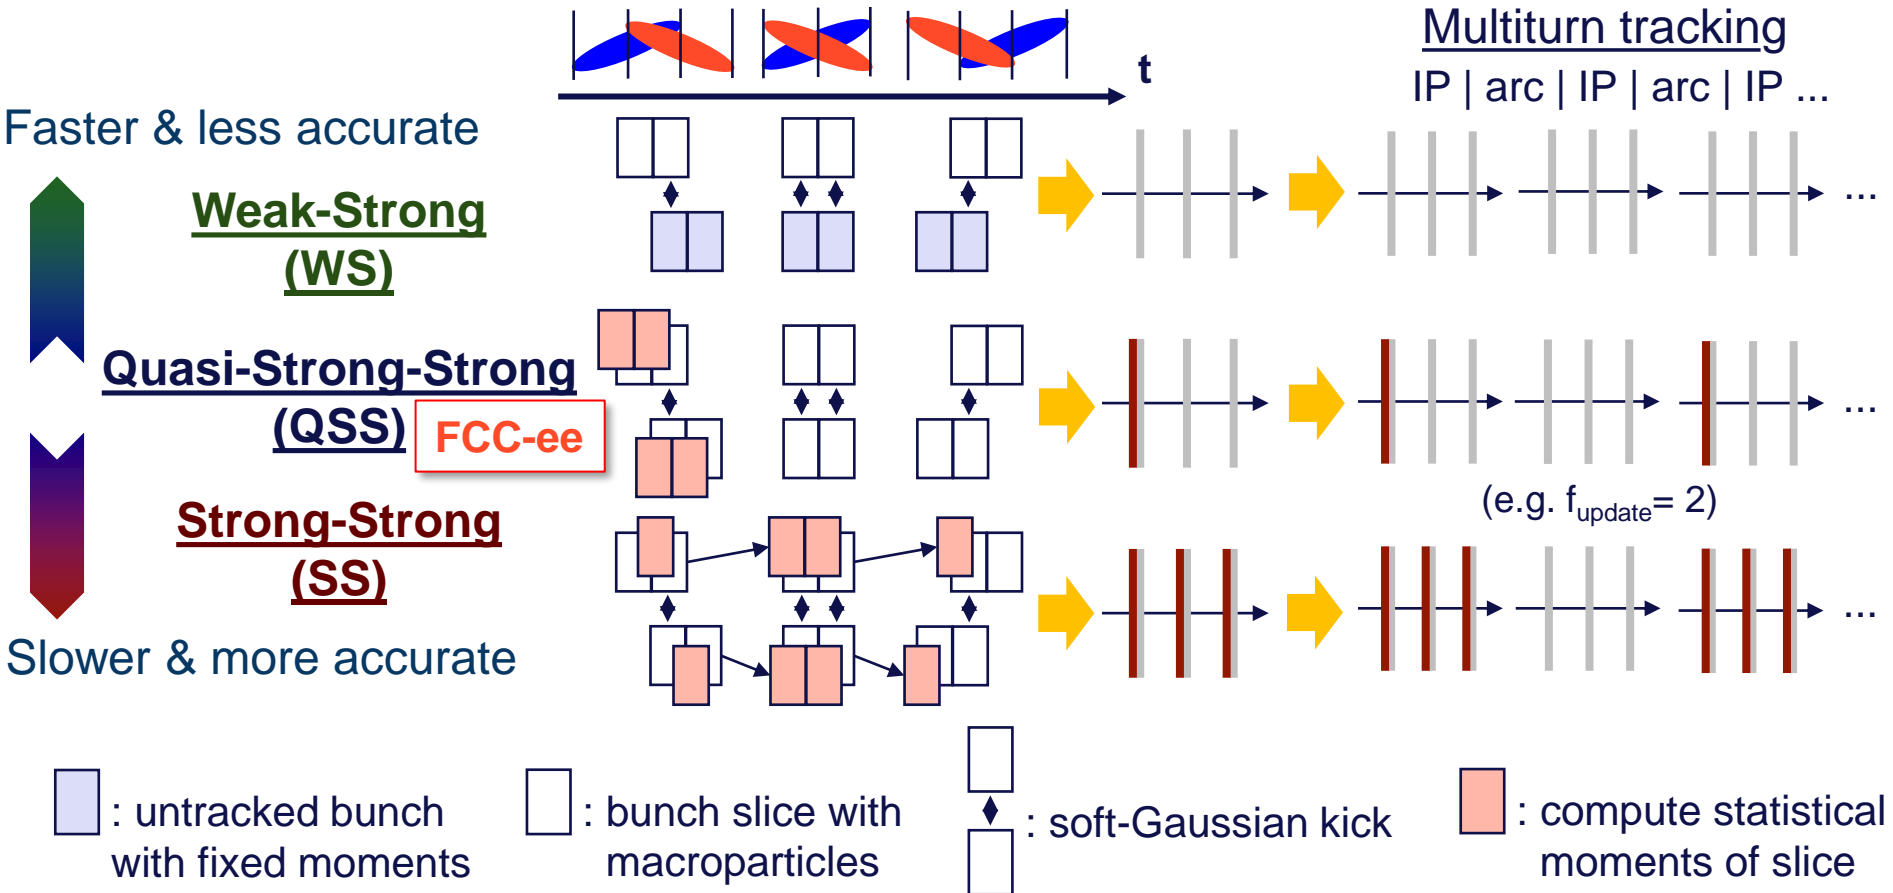 Multiturn tracking
t
IP | arc | IP | arc | IP ...
Faster & less accurate
Weak-Strong
(WS)
...
Quasi-Strong-Strong
(QSS)
FCC-ee
...
(e.g. f_update= 2)
Strong-Strong
(SS)
...
Slower & more accurate
: untracked bunch
with fixed moments
: bunch slice with
macroparticles
: soft-Gaussian kick
: compute statistical
moments of slice